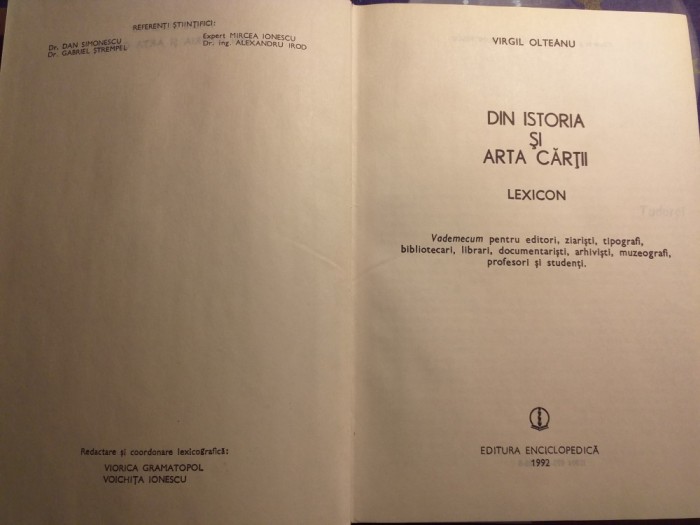 REFERENȚI ȘTIINȚIFICI:
Dr. DAN SIMONESCU
Dr. GABRIEL ȘTREMPEL
Expert MIRCEA IONESCU
Dr. ing. ALEXANDRU IROD
Redactare și coordonare lexicografică:
VIORICA GRAMATOPOL
VOICHIȚA IONESCU
VIRGIL OLTEANU
DIN ISTORIA
ȘI
ARTA CĂRȚII
LEXICON
Vademecum pentru editori, ziariști, tipografi,
bibliotecari, librari, documentariști, arhiviști, muzeografi,
profesori și studenți.
EDITURA ENCICLOPEDICĂ
1992